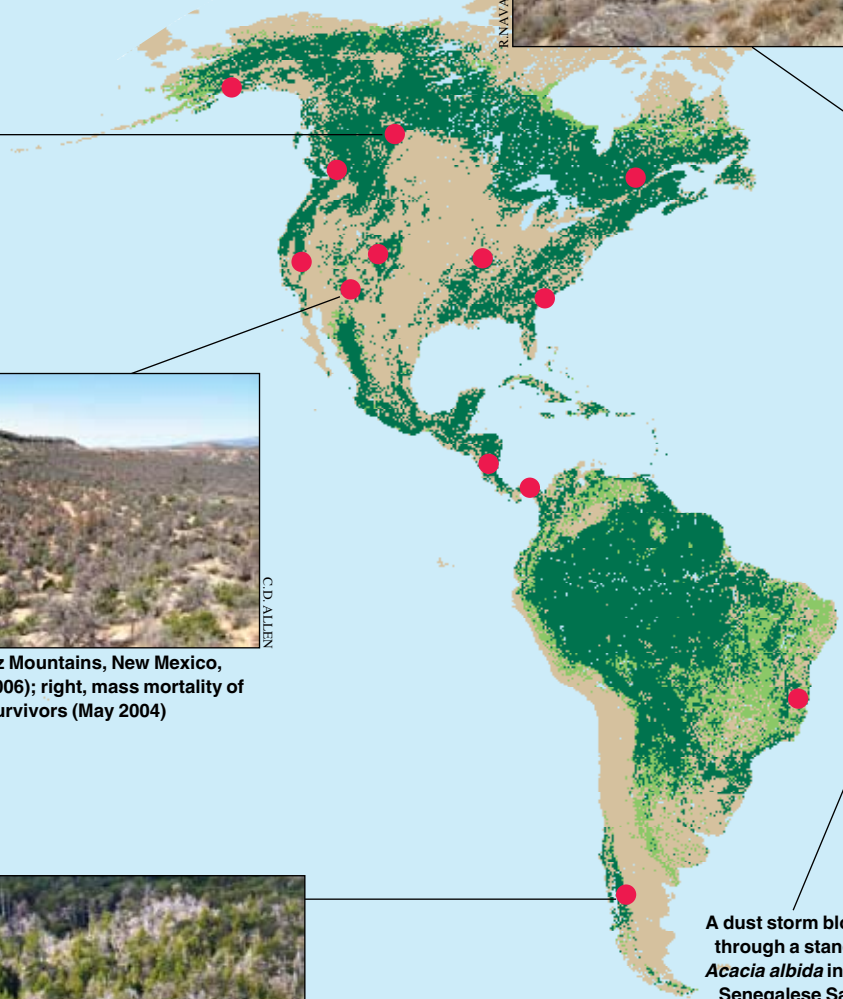 R.NAVA
C.D. ALLEN
z Mountains, New Mexico,
006); right, mass mortality of
urvivors (May 2004)
A dust storm blo
through a stan
Acacia albida in
Senegalese Sa